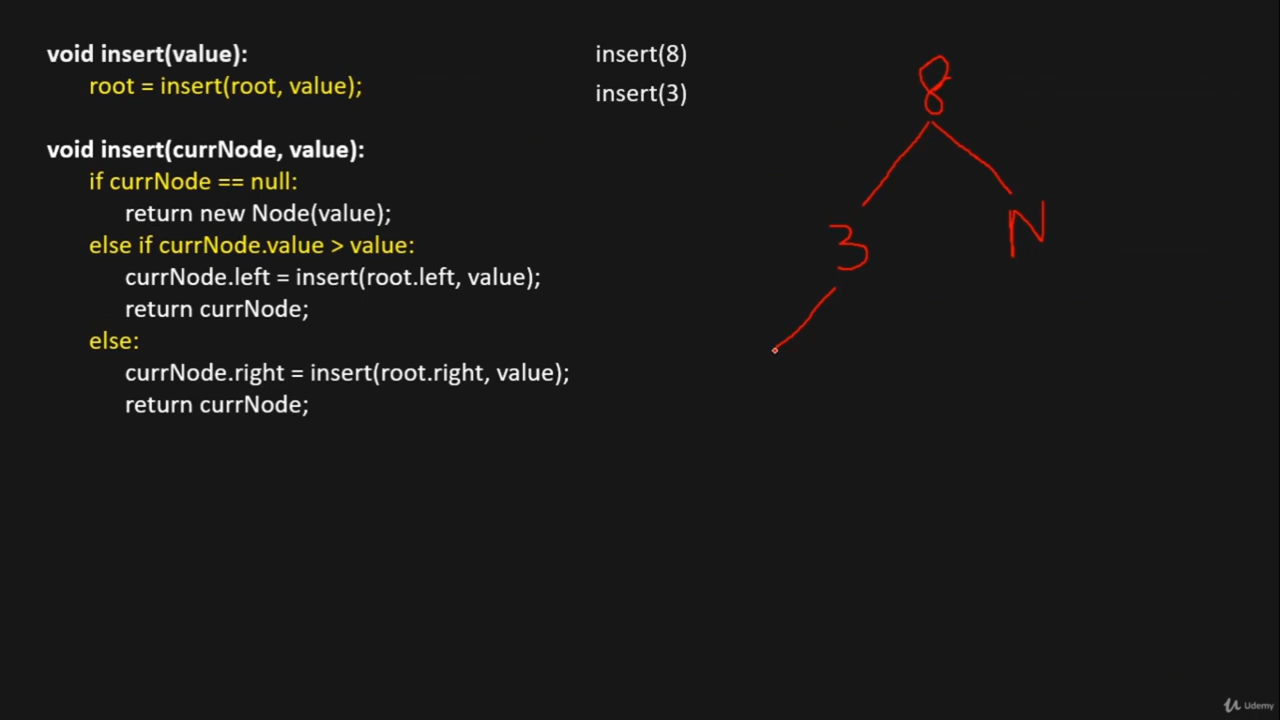 void insert(value):
root = insert(root, value);
void insert(currNode, value):
if currNode == null:
return new Node(value);
else if currNode.value > value:
currNode.left = insert(root.left, value);
return currNode;
else:
currNode.right = insert(root.right, value);
return currNode;
insert(8)
insert(3)
8
3
N
Udemy